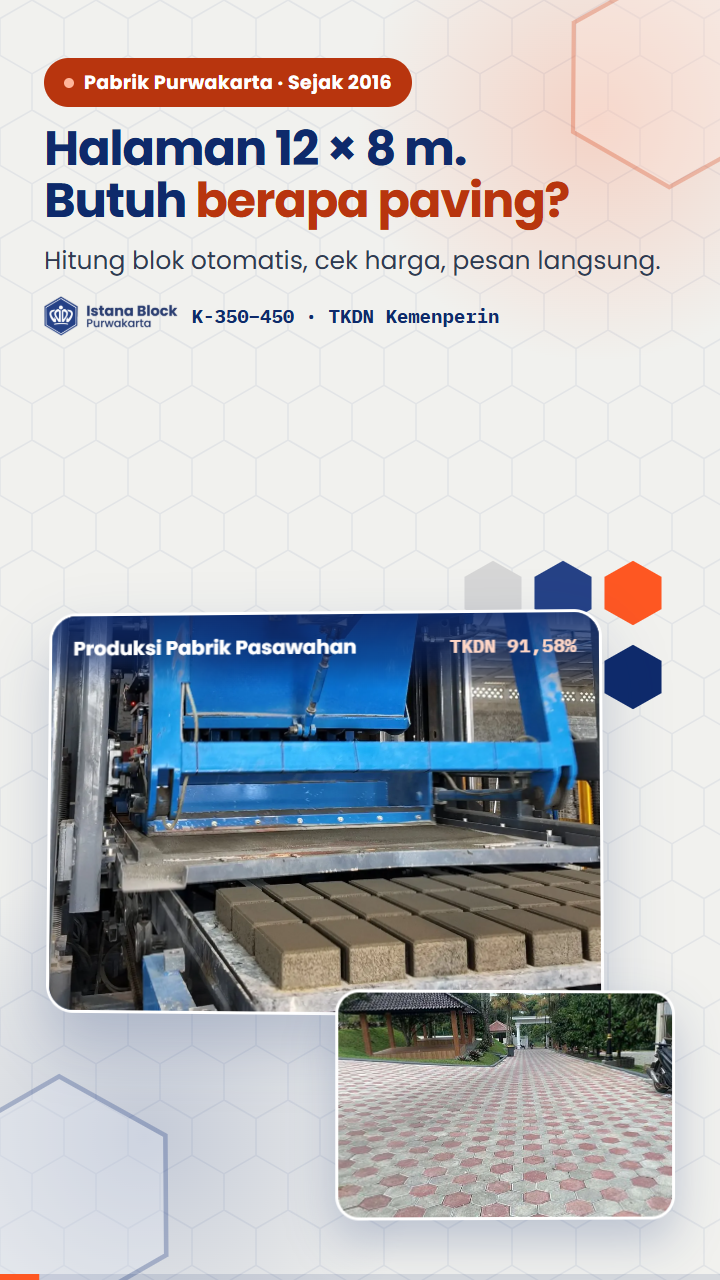 Pabrik Purwakarta · Sejak 2016
Halaman 12 × 8 m.
Butuh berapa paving?
Hitung blok otomatis, cek harga, pesan langsung.
Istana Block
Purwakarta
K-350–450 · TKDN Kemenperin
Produksi Pabrik Pasawahan
TKDN 91,58%